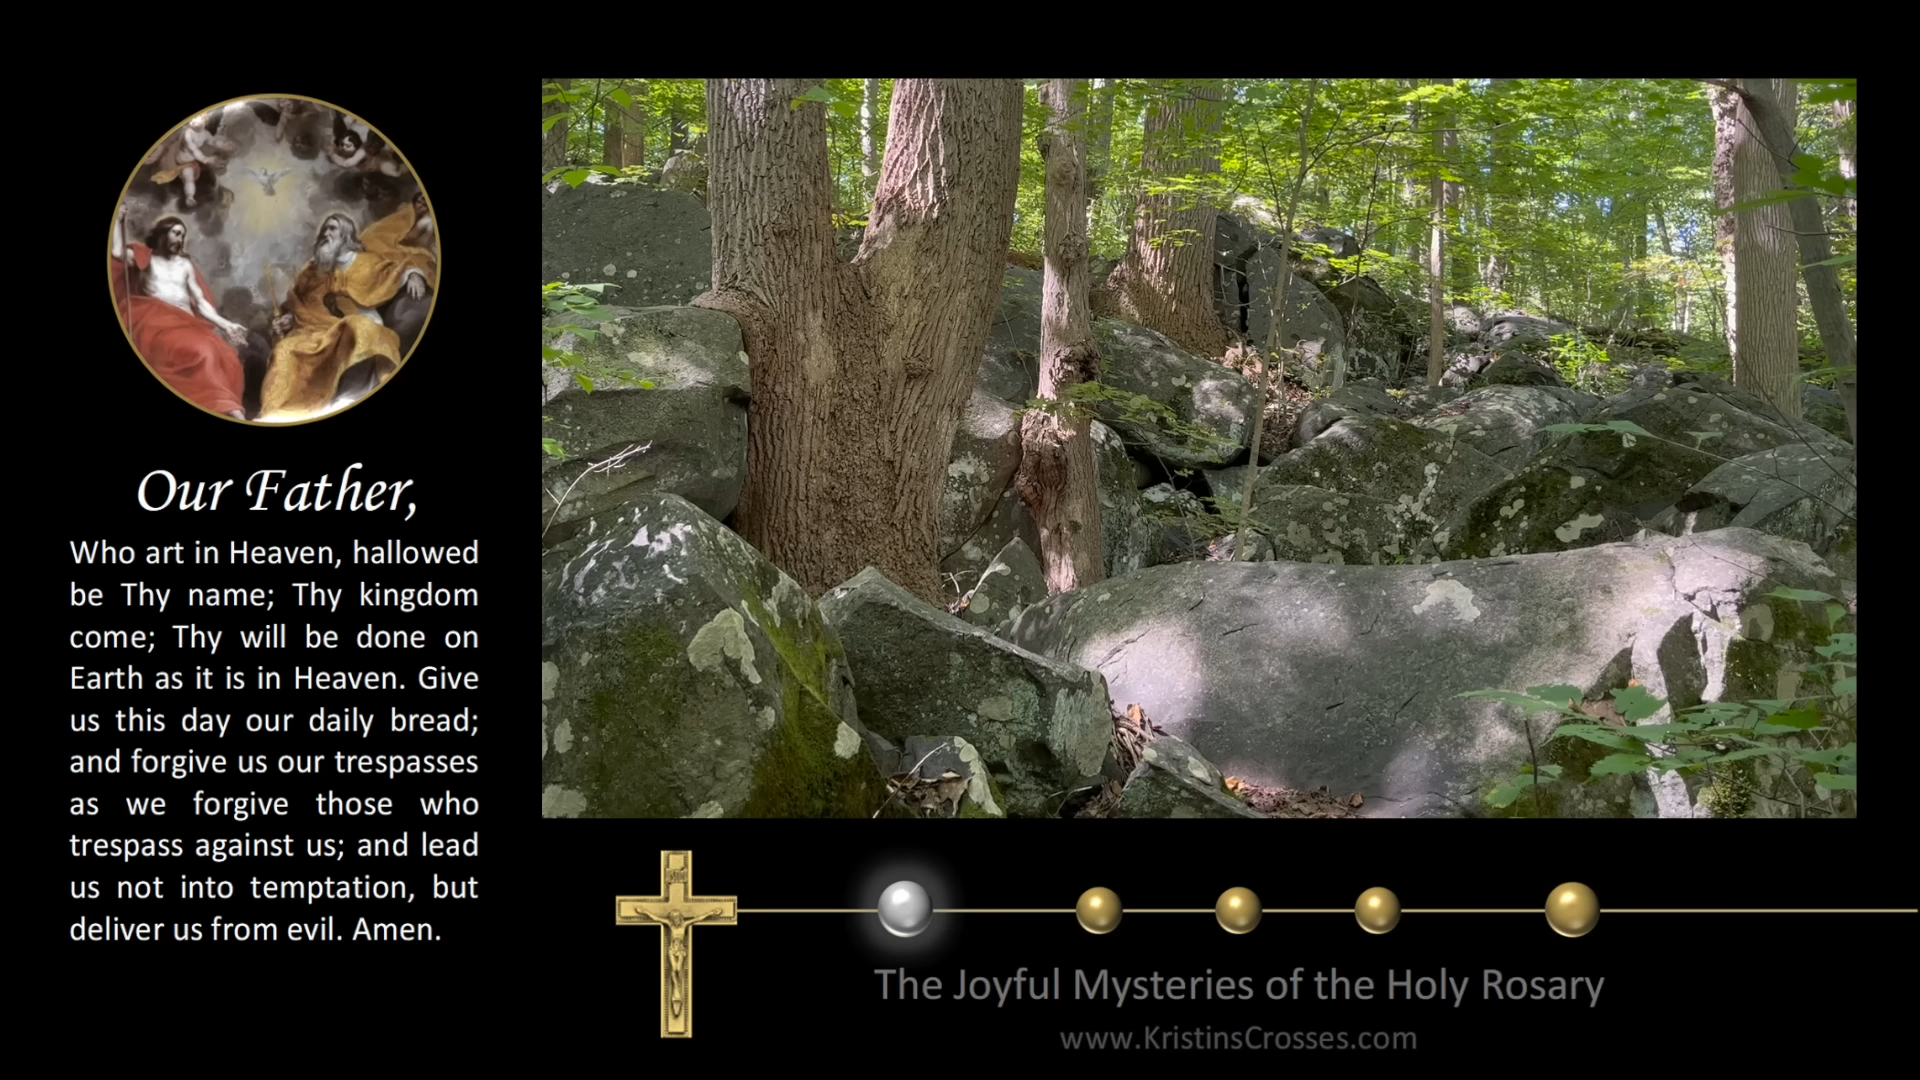 Our Father,
Who art in Heaven, hallowed
be Thy name; Thy kingdom
come; Thy will be done on
Earth as it is in Heaven. Give
us this day our daily bread;
and forgive us our trespasses
as we forgive those who
trespass against us; and lead
us not into temptation, but
deliver us from evil. Amen.
The Joyful Mysteries of the Holy Rosary
www.KristinsCrosses.com